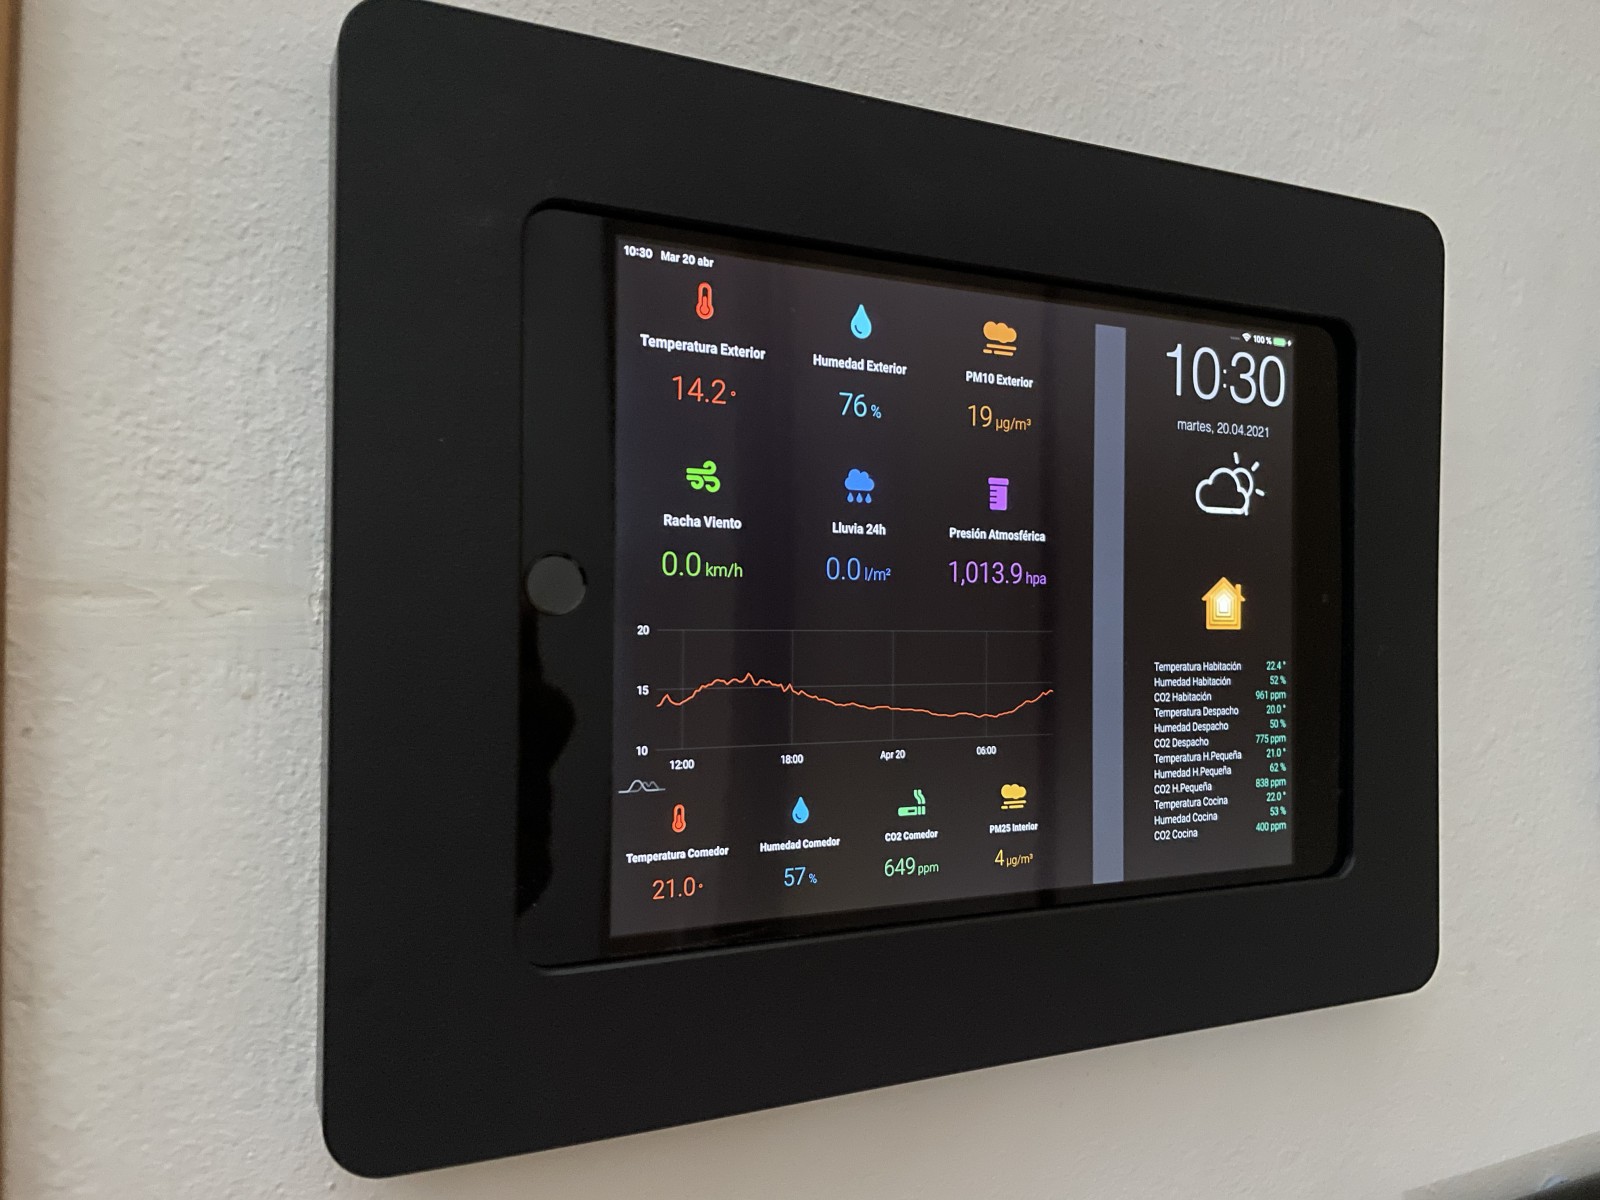 10:30 Mar 20 abr
100 %
Temperatura Exterior
14.2°
Humedad Exterior
76 %
PM10 Exterior
19 µg/m³
Racha Viento
0.0 km/h
Lluvia 24h
0.0 l/m²
Presión Atmosférica
1,013.9 hpa
20
15
10
12:00 18:00 Apr 20 06:00
Temperatura Comedor
21.0°
Humedad Comedor
57 %
CO2 Comedor
649 ppm
PM25 Interior
4 µg/m³
10:30
martes, 20.04.2021
Temperatura Habitación 22.4 °
Humedad Habitación 52 %
CO2 Habitación 961 ppm
Temperatura Despacho 20.0 °
Humedad Despacho 50 %
CO2 Despacho 775 ppm
Temperatura H.Pequeña 21.0 °
Humedad H.Pequeña 62 %
CO2 H.Pequeña 838 ppm
Temperatura Cocina 22.0 °
Humedad Cocina 53 %
CO2 Cocina 400 ppm